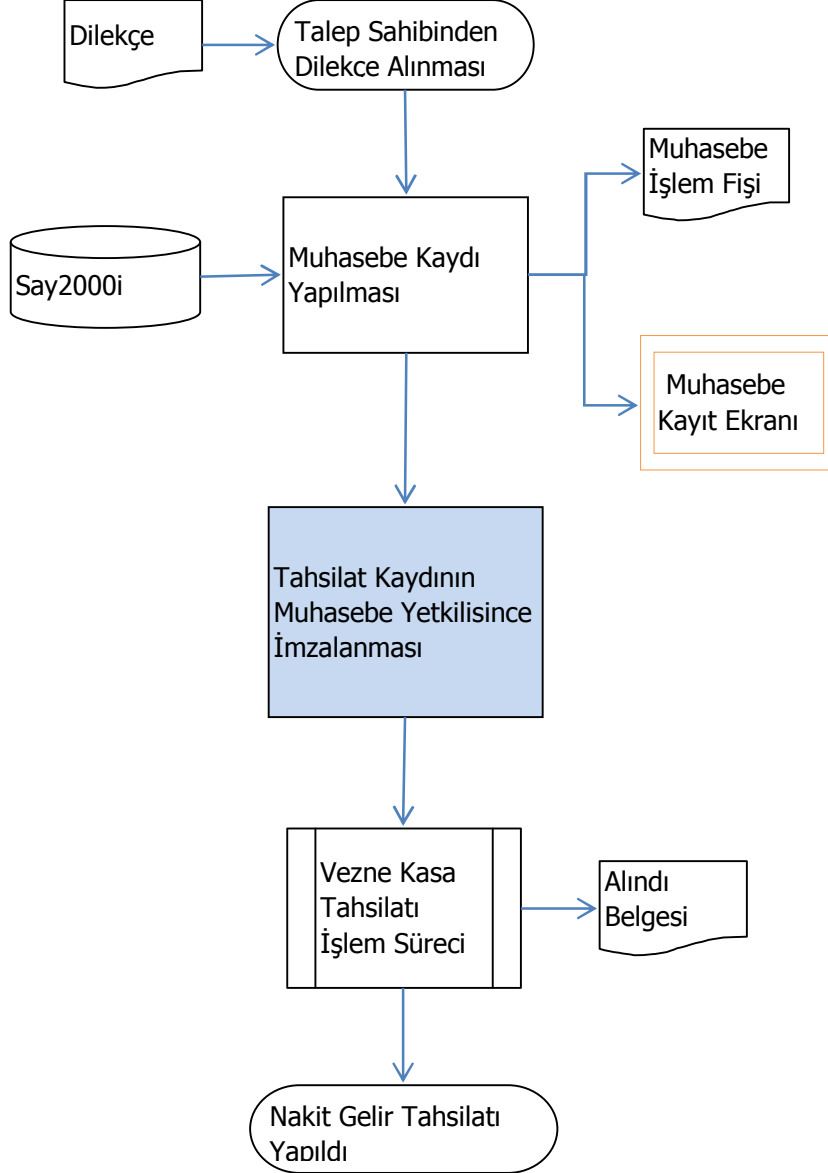 Dilekçe
Talep Sahibinden
Dilekce Alınması
Muhasebe
İşlem Fişi
Say2000i
Muhasebe Kaydı
Yapılması
Muhasebe
Kayıt Ekranı
Tahsilat Kaydının
Muhasebe Yetkilisince
İmzalanması
Vezne Kasa
Tahsilatı
İşlem Süreci
Alındı
Belgesi
Nakit Gelir Tahsilatı
Yapıldı